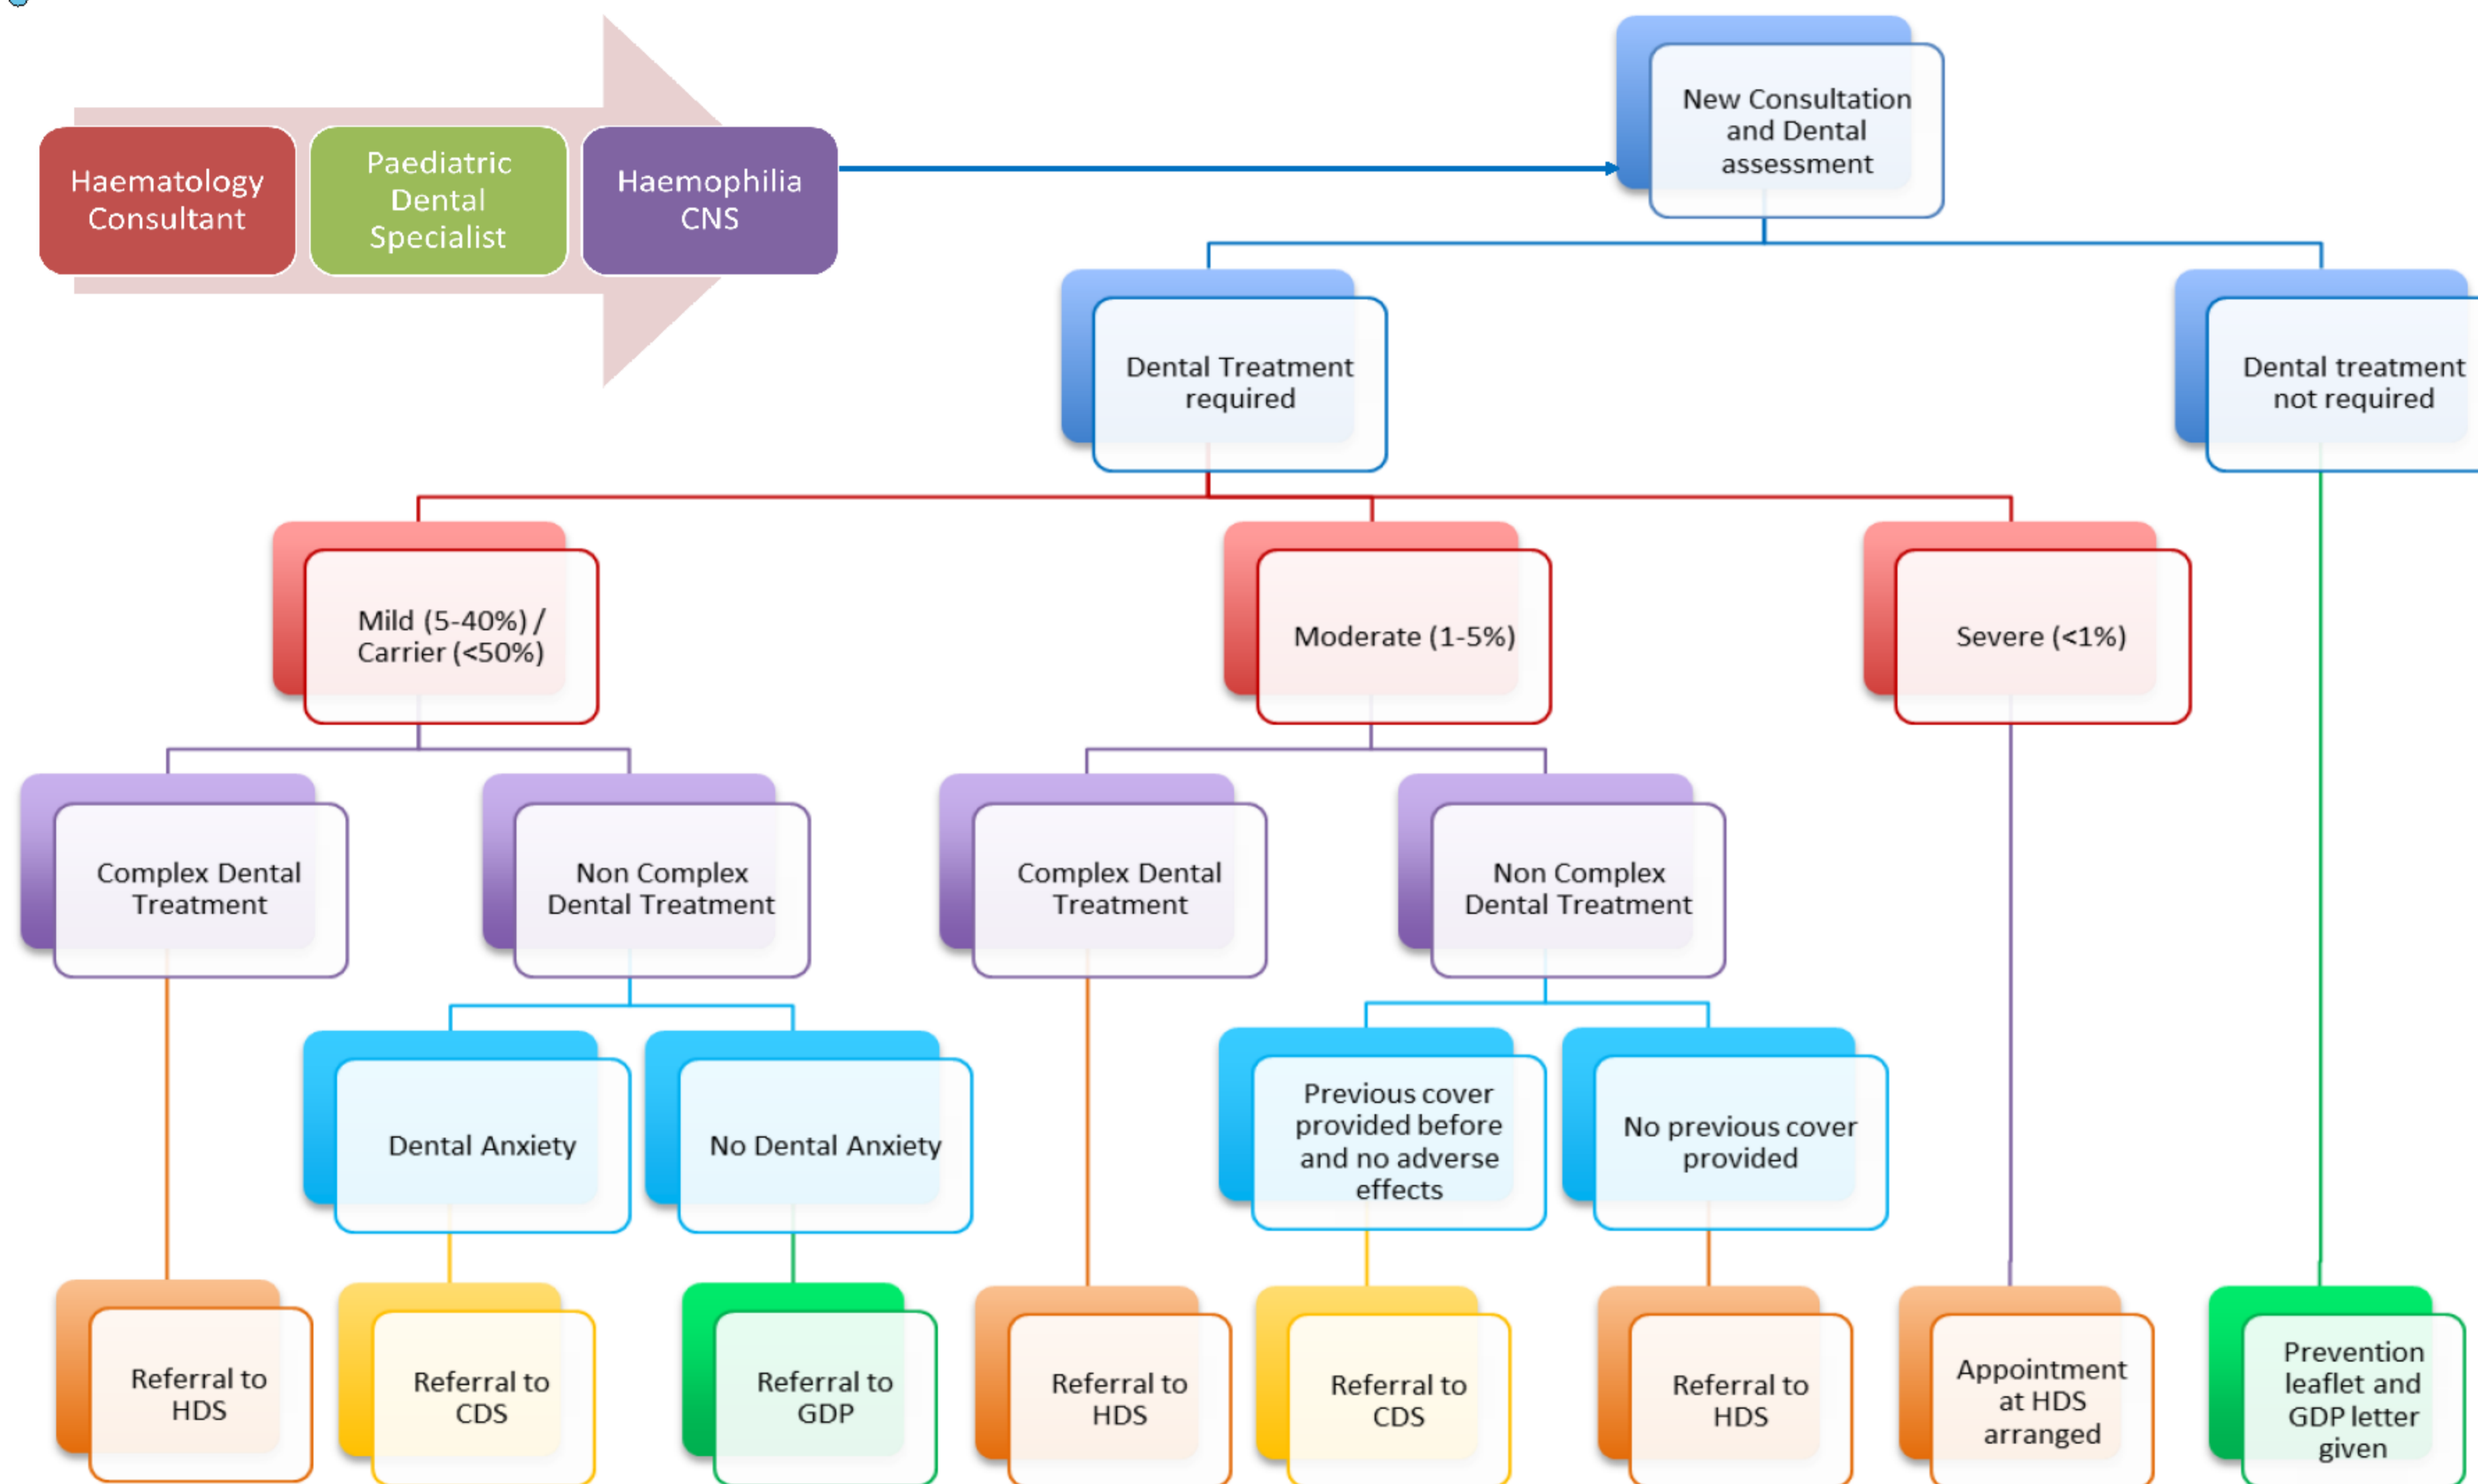 Haematology
Consultant
Paediatric
Dental
Specialist
Haemophilia
CNS
New Consultation
and Dental
assessment
Dental Treatment
required
Dental treatment
not required
Mild (5-40%) /
Carrier (<50%)
Moderate (1-5%)
Severe (<1%)
Complex Dental
Treatment
Non Complex
Dental Treatment
Complex Dental
Treatment
Non Complex
Dental Treatment
Dental Anxiety
No Dental Anxiety
Previous cover
provided before
and no adverse
effects
No previous cover
provided
Referral to
HDS
Referral to
CDS
Referral to
GDP
Referral to
HDS
Referral to
CDS
Referral to
HDS
Appointment
at HDS
arranged
Prevention
leaflet and
GDP letter
given